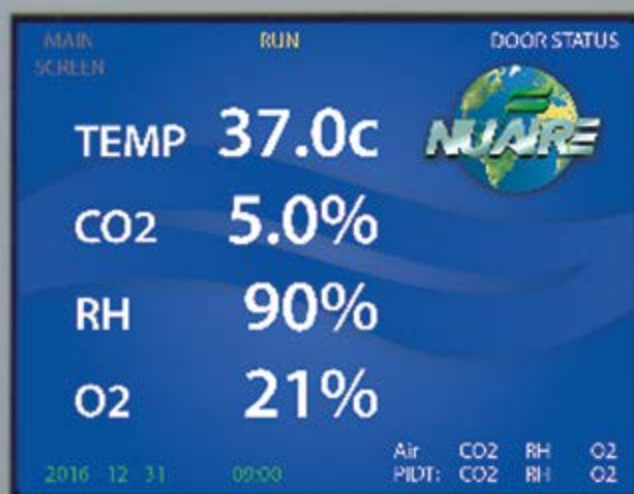 MAIN RUN DOOR STATUS
SCREEN
NUAIRE
TEMP 37.0c
CO2 5.0%
RH 90%
O2 21%
Air CO2 RH O2
2016 12 31 09:00 PIDT: CO2 RH O2